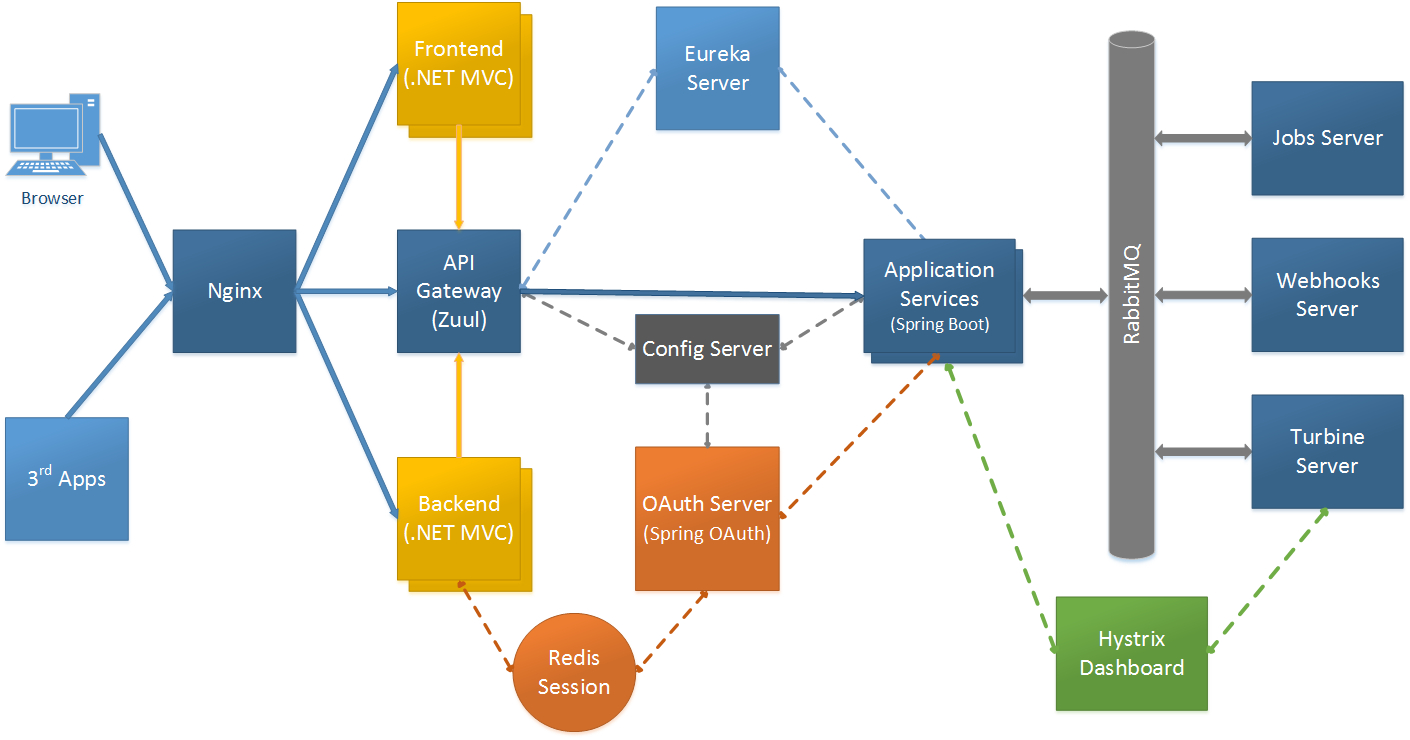 Frontend
(.NET MVC)
Eureka
Server
Browser
Nginx
API
Gateway
(Zuul)
Config Server
Application
Services
(Spring Boot)
RabbitMQ
Jobs Server
Webhooks
Server
Turbine
Server
3rd Apps
Backend
(.NET MVC)
OAuth Server
(Spring OAuth)
Redis
Session
Hystrix
Dashboard